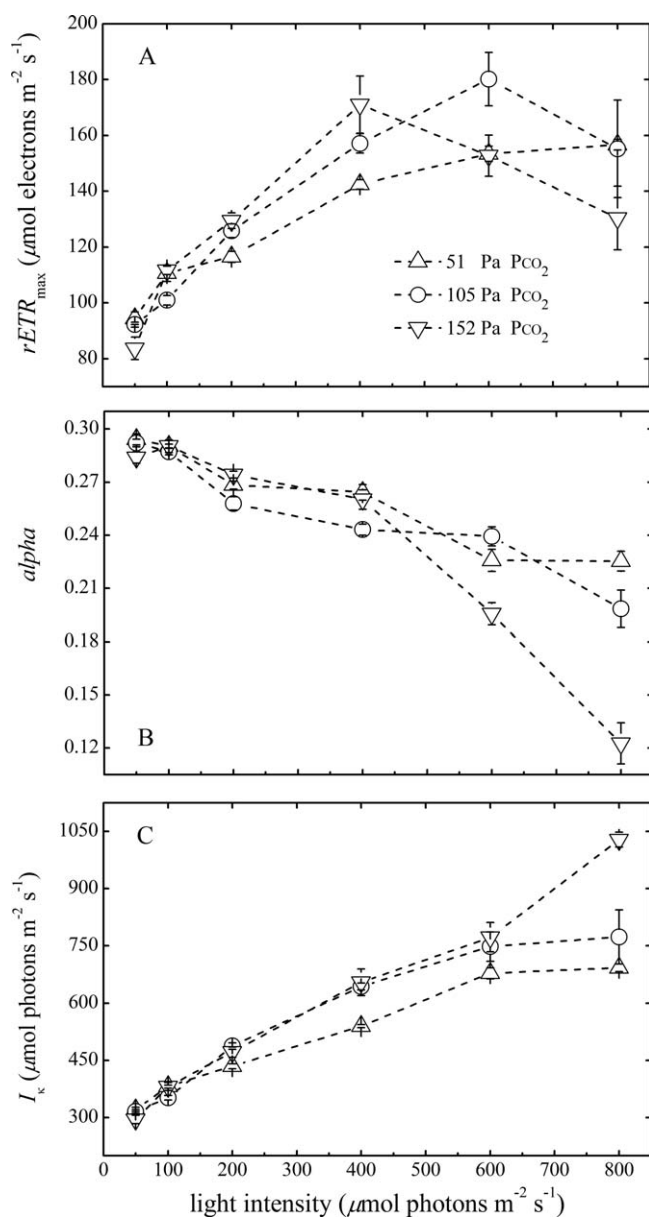 200
180
160
140
120
100
80
rETRmax (μmol electrons m-2 s-1)
A
51 Pa PCO2
105 Pa PCO2
152 Pa PCO2
0.30
0.27
0.24
0.21
0.18
0.15
0.12
alpha
B
1050
900
750
600
450
300
Iκ (μmol photons m-2 s-1)
C
0 100 200 300 400 500 600 700 800
light intensity (μmol photons m-2 s-1)